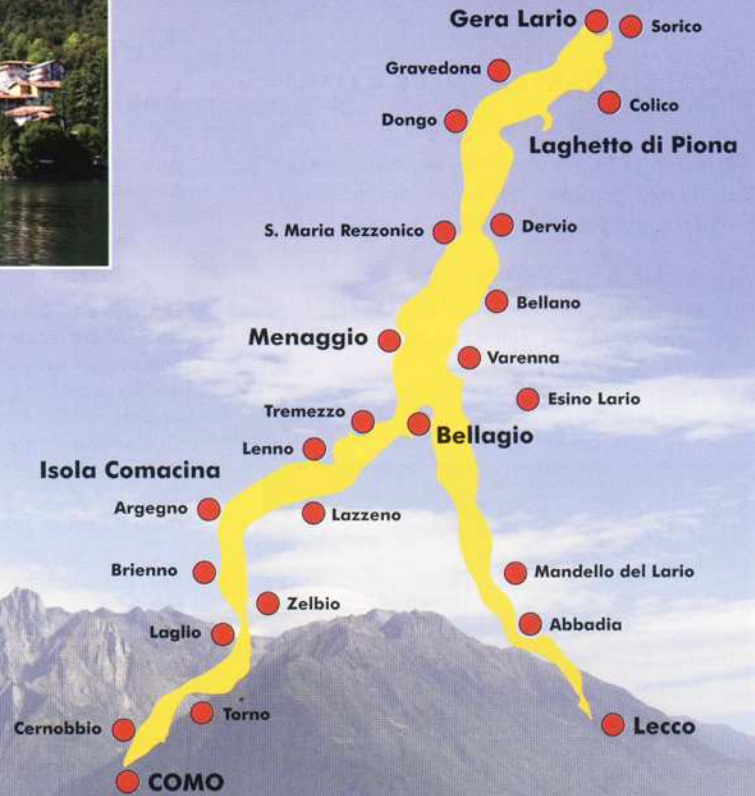 Gera Lario
Sorico
Gravedona
Colico
Dongo
Laghetto di Piona
S. Maria Rezzonico
Dervio
Bellano
Menaggio
Varenna
Esino Lario
Tremezzo
Bellagio
Lenno
Isola Comacina
Argegno
Lazzeno
Brienno
Mandello del Lario
Zelbio
Abbadia
Laglio
Torno
Cernobbio
Lecco
COMO